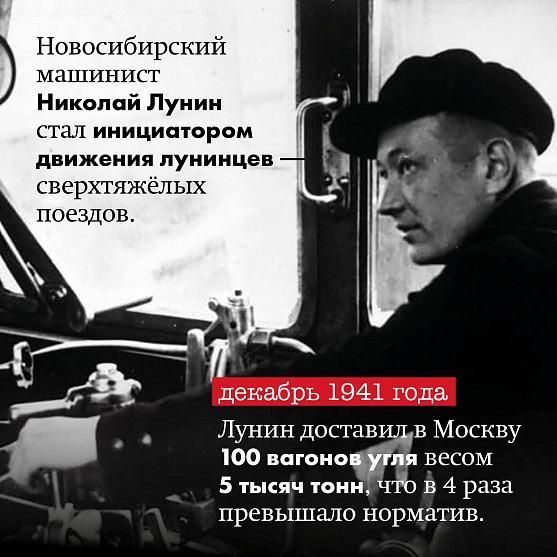 Новосибирский
машинист
Николай Лунин
стал инициатором
движения лунинцев —
сверхтяжёлых
поездов.
декабрь 1941 года
Лунин доставил в Москву
100 вагонов угля весом
5 тысяч тонн, что в 4 раза
превышало норматив.